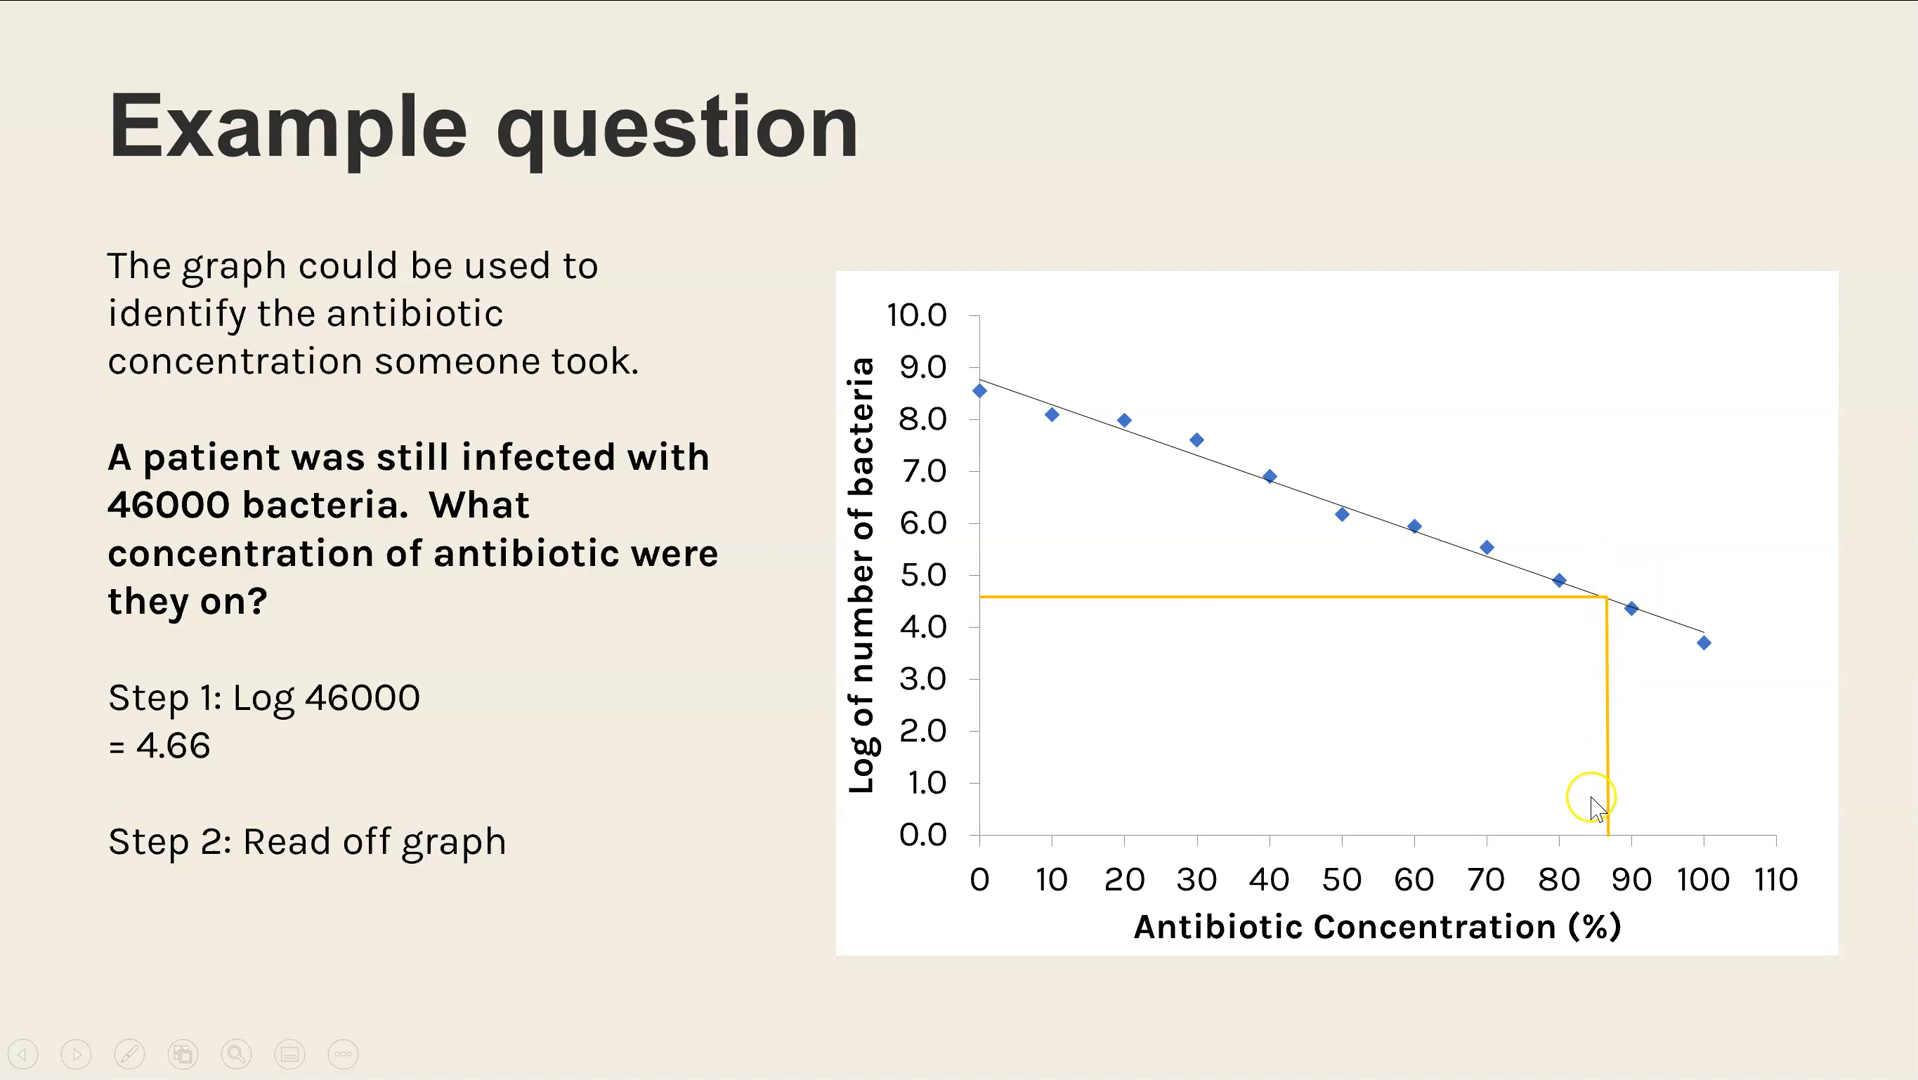 Example question
The graph could be used to
identify the antibiotic
concentration someone took.
A patient was still infected with
46000 bacteria.  What
concentration of antibiotic were
they on?
Step 1: Log 46000
= 4.66
Step 2: Read off graph
Log of number of bacteria
10.0
9.0
8.0
7.0
6.0
5.0
4.0
3.0
2.0
1.0
0.0
0 10 20 30 40 50 60 70 80 90 100 110
Antibiotic Concentration (%)